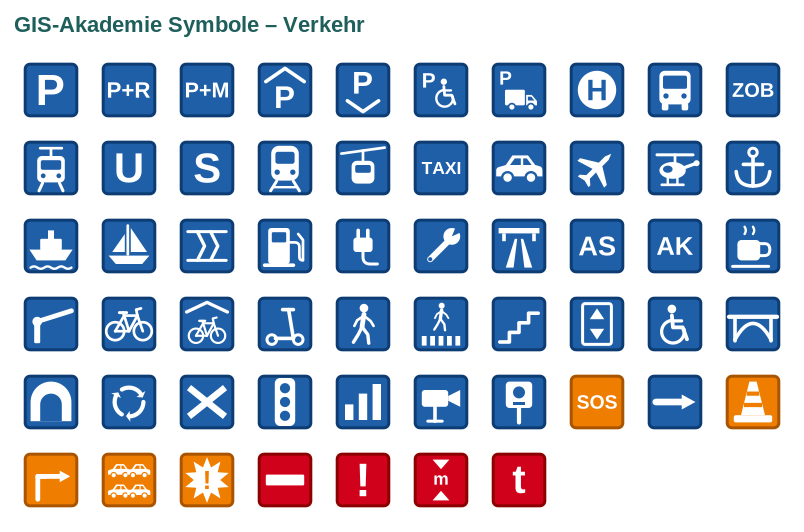 GIS-Akademie Symbole – Verkehr
P P+R P+M P P P P H ZOB
U S TAXI
AS AK
SOS
! ! m t